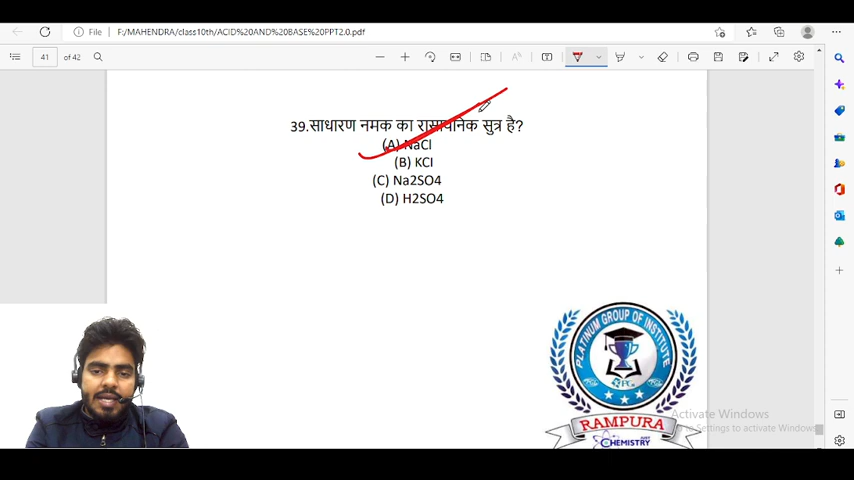 File
F:/MAHENDRA/class10th/ACID%20AND%20BASE%20PPT2.0.pdf
41 of 42
39.साधारण नमक का रासायनिक सुत्र है?
(A) NaCl
(B) KCl
(C) Na2SO4
(D) H2SO4
PLATINUM GROUP OF INSTITUTE
PG
RAMPURA
CHEMISTRY
Activate Windows
to Settings to activate Windows